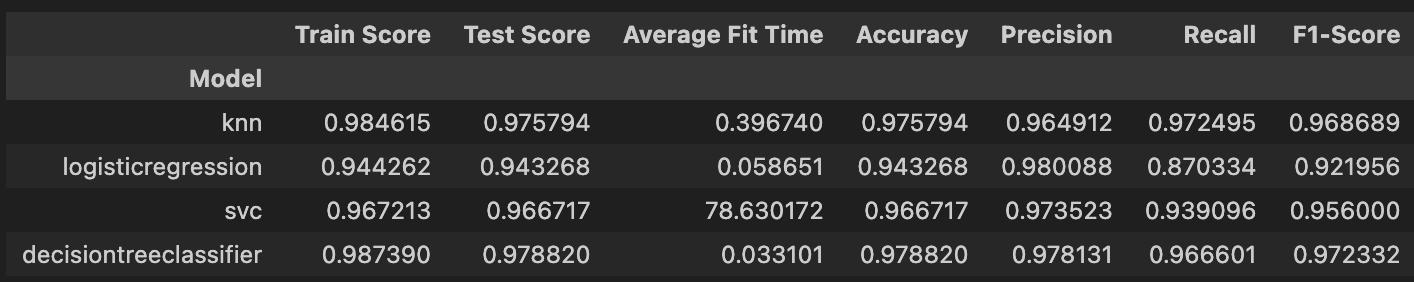 Train Score Test Score Average Fit Time Accuracy Precision Recall F1-Score
Model
knn 0.984615 0.975794 0.396740 0.975794 0.964912 0.972495 0.968689
logisticregression 0.944262 0.943268 0.058651 0.943268 0.980088 0.870334 0.921956
svc 0.967213 0.966717 78.630172 0.966717 0.973523 0.939096 0.956000
decisiontreeclassifier 0.987390 0.978820 0.033101 0.978820 0.978131 0.966601 0.972332